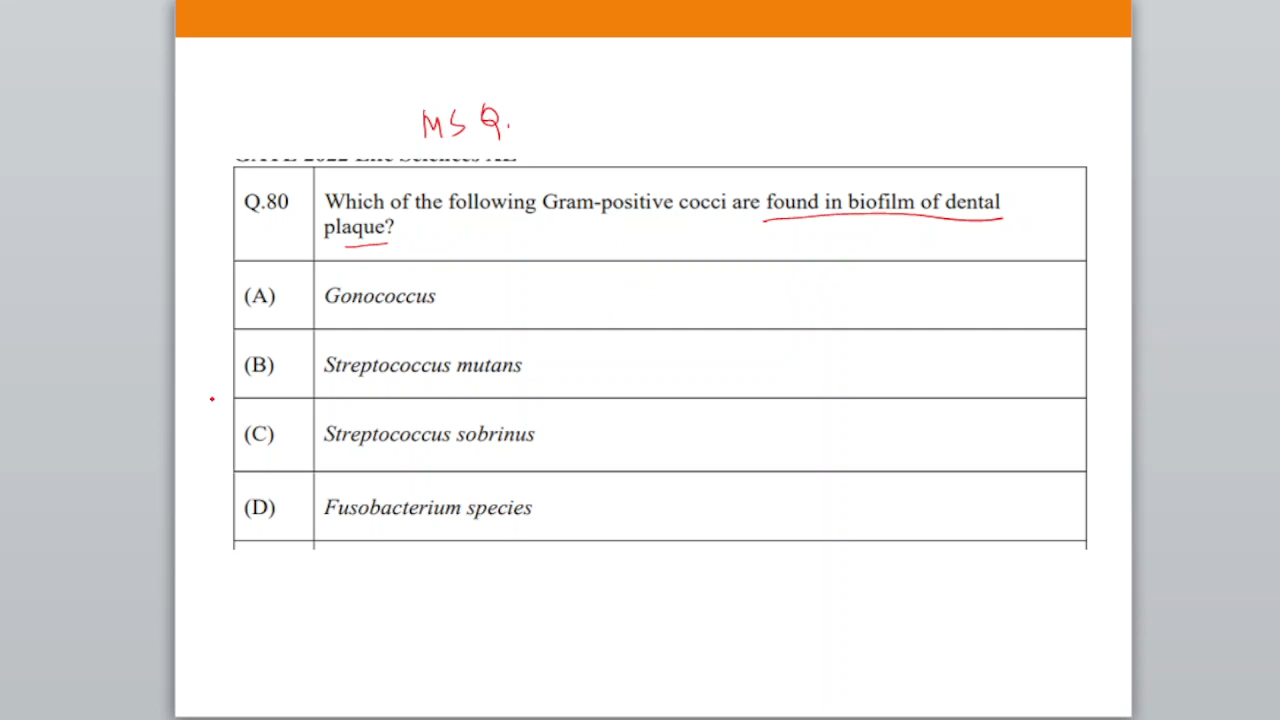 MSQ.
Q.80 Which of the following Gram-positive cocci are found in biofilm of dental
plaque?
(A) Gonococcus
(B) Streptococcus mutans
(C) Streptococcus sobrinus
(D) Fusobacterium species